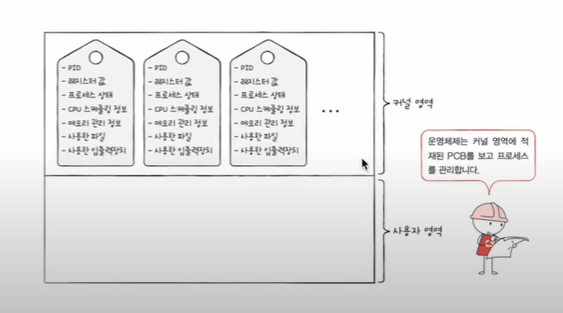 - PID
- 레지스터 값
- 프로세스 상태
- CPU 스케줄링 정보
- 메모리 관리 정보
- 사용한 파일
- 사용한 입출력장치
- PID
- 레지스터 값
- 프로세스 상태
- CPU 스케줄링 정보
- 메모리 관리 정보
- 사용한 파일
- 사용한 입출력장치
- PID
- 레지스터 값
- 프로세스 상태
- CPU 스케줄링 정보
- 메모리 관리 정보
- 사용한 파일
- 사용한 입출력장치
...
커널 영역
운영체제는 커널 영역에 적
재된 PCB를 보고 프로세스
를 관리합니다.
사용자 영역